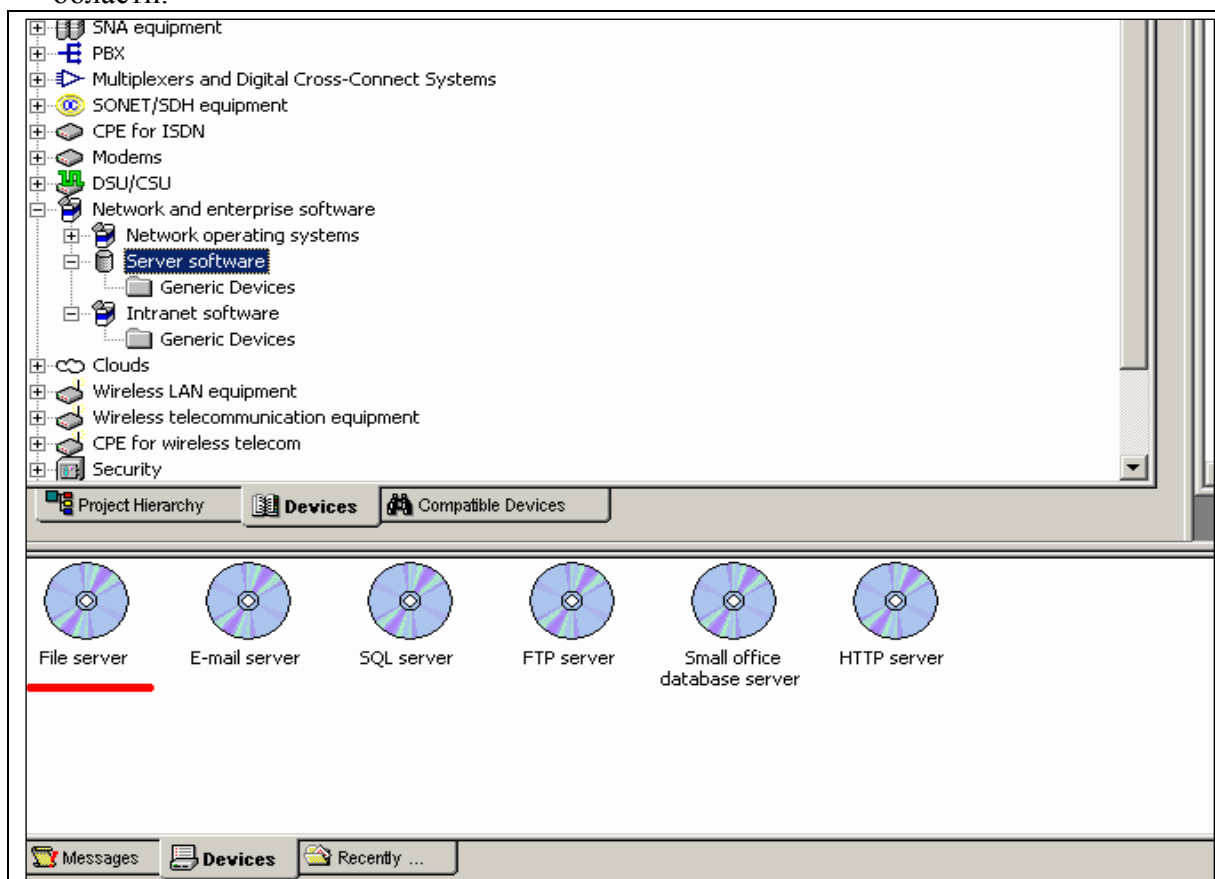 области.
SNA equipment
PBX
Multiplexers and Digital Cross-Connect Systems
SONET/SDH equipment
CPE for ISDN
Modems
DSU/CSU
Network and enterprise software
Network operating systems
Server software
Generic Devices
Intranet software
Generic Devices
Clouds
Wireless LAN equipment
Wireless telecommunication equipment
CPE for wireless telecom
Security
Project Hierarchy Devices Compatible Devices
File server E-mail server SQL server FTP server Small office HTTP server
database server
Messages Devices Recently ...